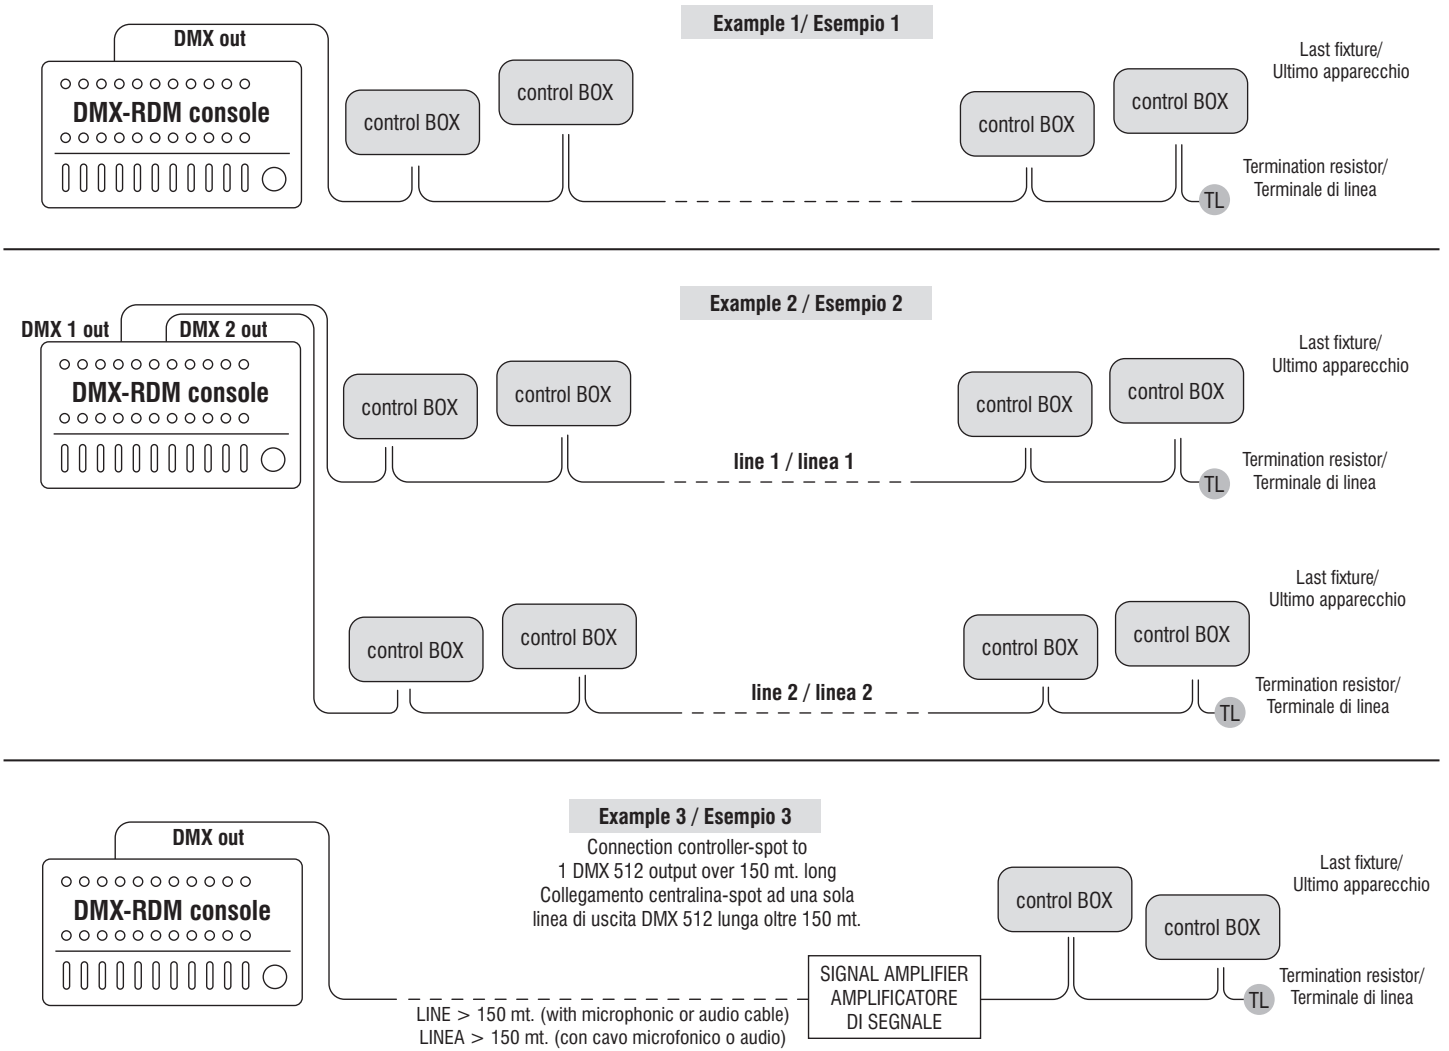 Example 1/ Esempio 1
DMX out
DMX-RDM console
control BOX
control BOX
control BOX
control BOX
Last fixture/
Ultimo apparecchio
Termination resistor/
Terminale di linea
TL
Example 2 / Esempio 2
DMX 1 out
DMX 2 out
DMX-RDM console
control BOX
control BOX
line 1 / linea 1
control BOX
control BOX
Last fixture/
Ultimo apparecchio
Termination resistor/
Terminale di linea
TL
control BOX
control BOX
line 2 / linea 2
control BOX
control BOX
Last fixture/
Ultimo apparecchio
Termination resistor/
Terminale di linea
TL
Example 3 / Esempio 3
Connection controller-spot to
1 DMX 512 output over 150 mt. long
Collegamento centralina-spot ad una sola
linea di uscita DMX 512 lunga oltre 150 mt.
DMX out
DMX-RDM console
LINE > 150 mt. (with microphonic or audio cable)
LINEA > 150 mt. (con cavo microfonico o audio)
SIGNAL AMPLIFIER
AMPLIFICATORE
DI SEGNALE
control BOX
control BOX
Last fixture/
Ultimo apparecchio
Termination resistor/
Terminale di linea
TL